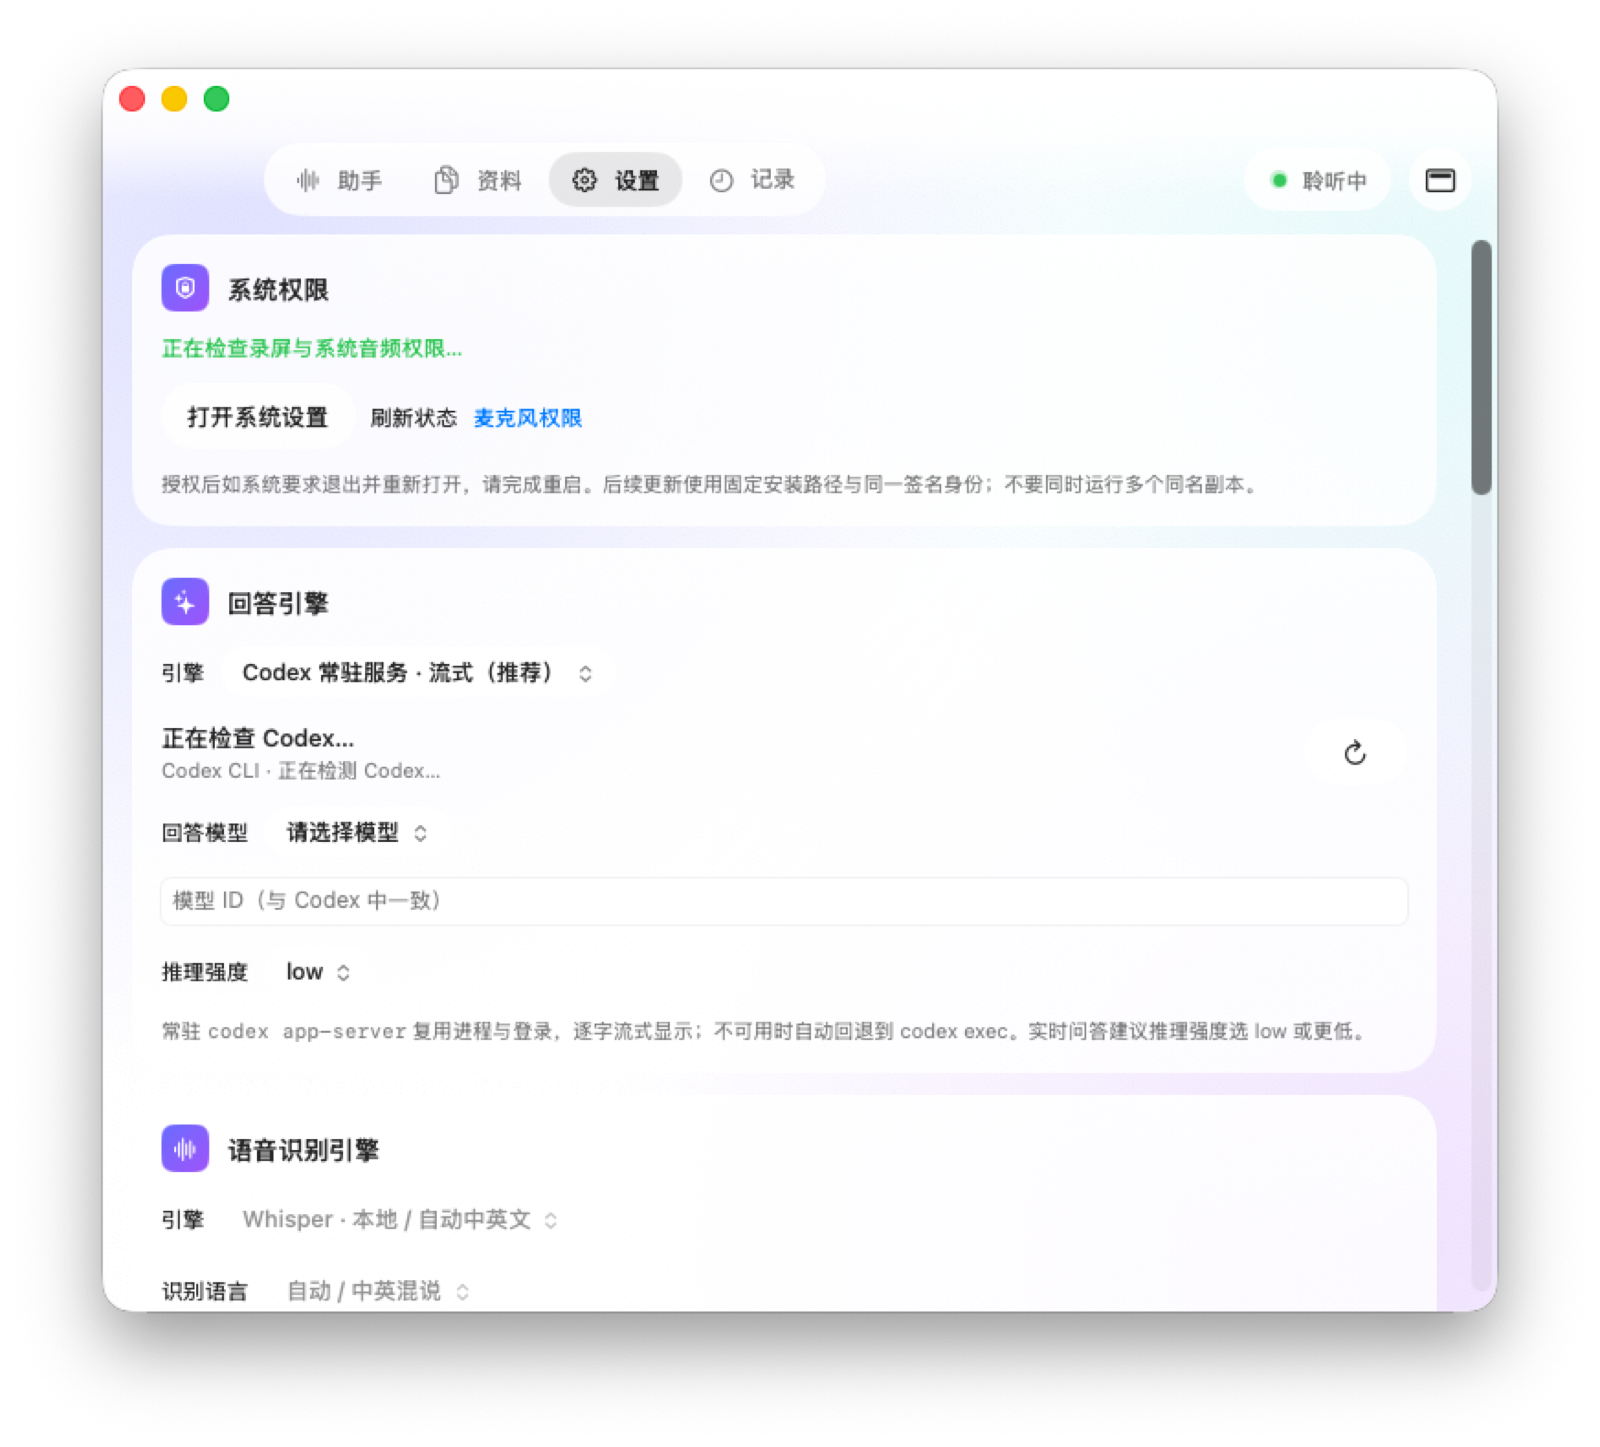 助手 资料 设置 记录 聆听中
系统权限
正在检查录屏与系统音频权限...
打开系统设置 刷新状态 麦克风权限
授权后如系统要求退出并重新打开，请完成重启。后续更新使用固定安装路径与同一签名身份；不要同时运行多个同名副本。
回答引擎
引擎 Codex 常驻服务 · 流式（推荐）
正在检查 Codex...
Codex CLI · 正在检测 Codex...
回答模型 请选择模型
模型 ID（与 Codex 中一致）
推理强度 low
常驻 codex app-server 复用进程与登录，逐字流式显示；不可用时自动回退到 codex exec。实时问答建议推理强度选 low 或更低。
语音识别引擎
引擎 Whisper · 本地 / 自动中英文
识别语言 自动 / 中英混说